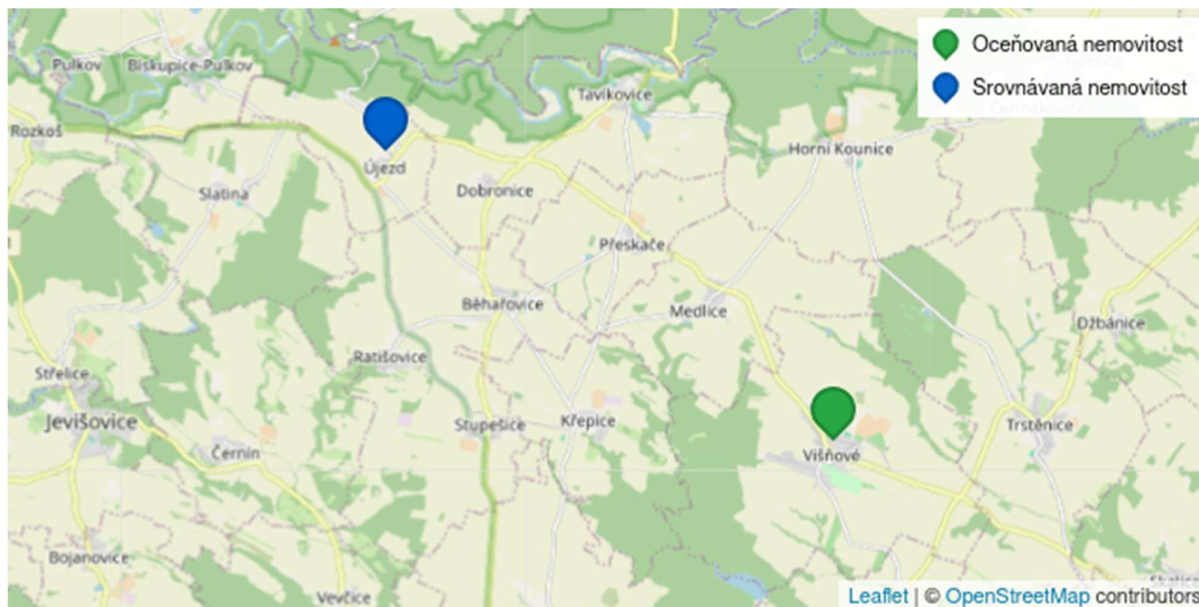 Oceňovaná nemovitost
Srovnávaná nemovitost
Pulkov
Biskupice-Pulkov
Tavíkovice
Rozkoš
Horní Kounice
Újezd
Slatina
Dobronice
Přeskače
Běhařovice
Medlice
Džbánice
Ratišovice
Střelice
Jevišovice
Stupešice
Křepice
Trstěnice
Černín
Višňové
Bojanovice
Vevčice
Leaflet | © OpenStreetMap contributors